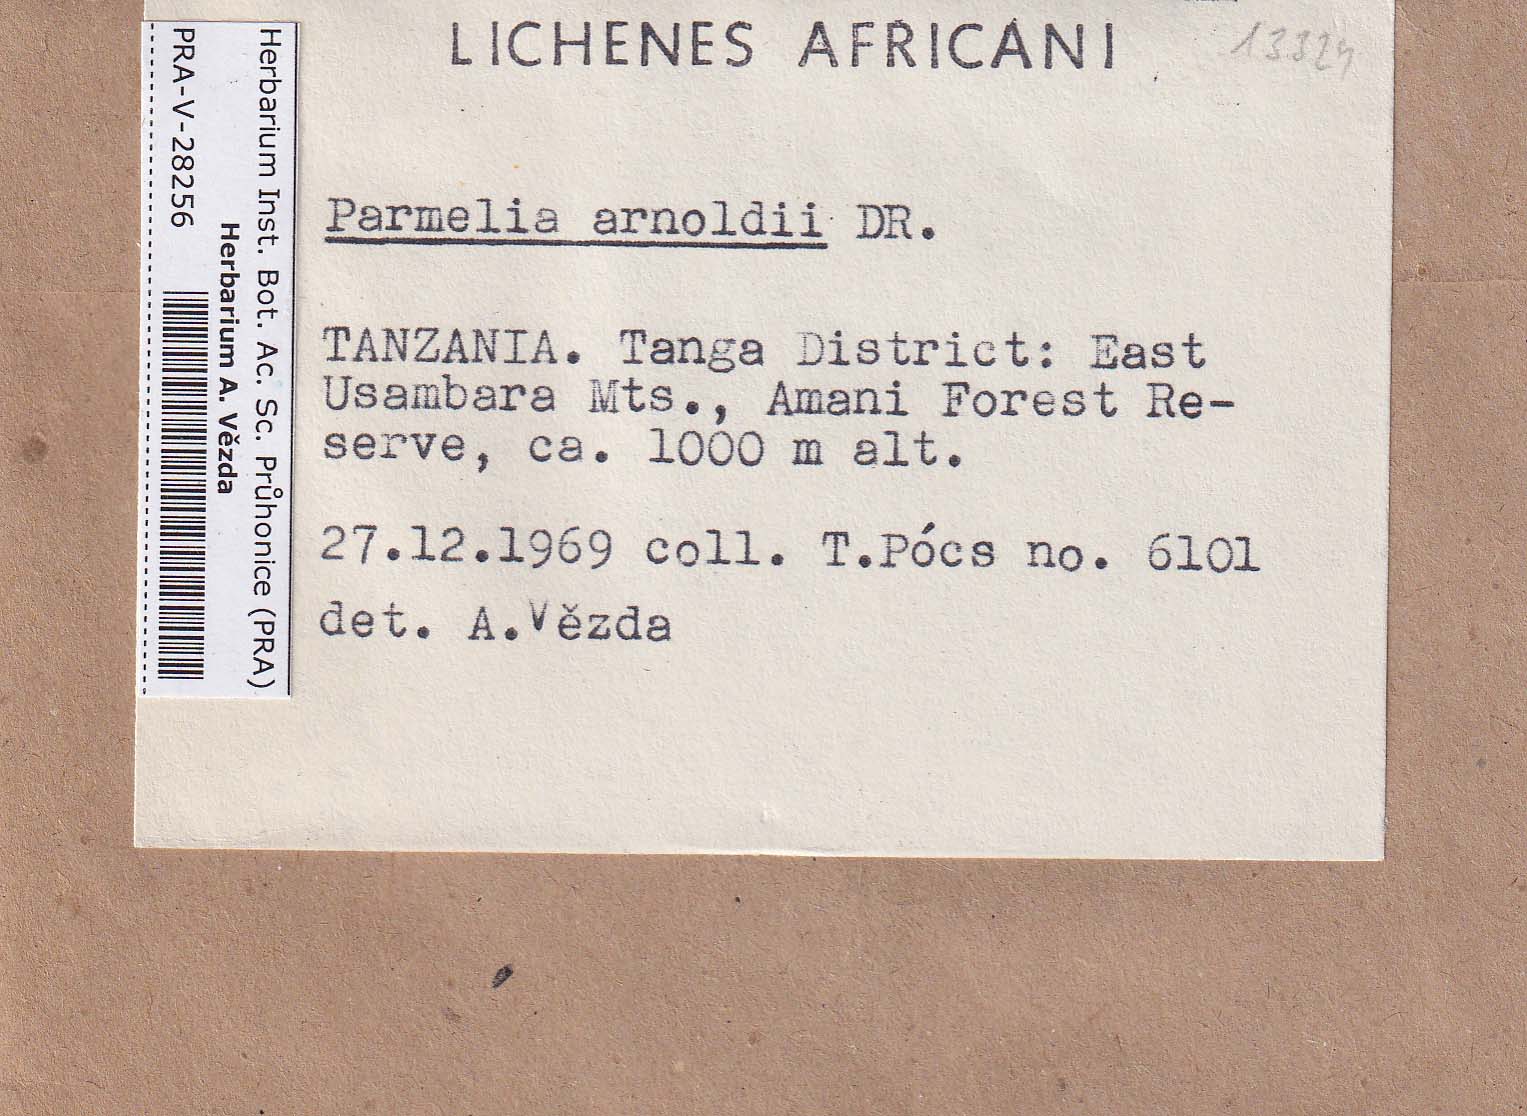 LICHENES AFRICANI
13324
Parmelia arnoldii DR.
TANZANIA. Tanga District: East
Usambara Mts., Amani Forest Re-
serve, ca. 1000 m alt.
27.12.1969 coll. T.Pócs no. 6101
det. A.Vězda
Herbarium Inst. Bot. Ac. Sc. Průhonice (PRA)
Herbarium A. Vězda
PRA-V-28256